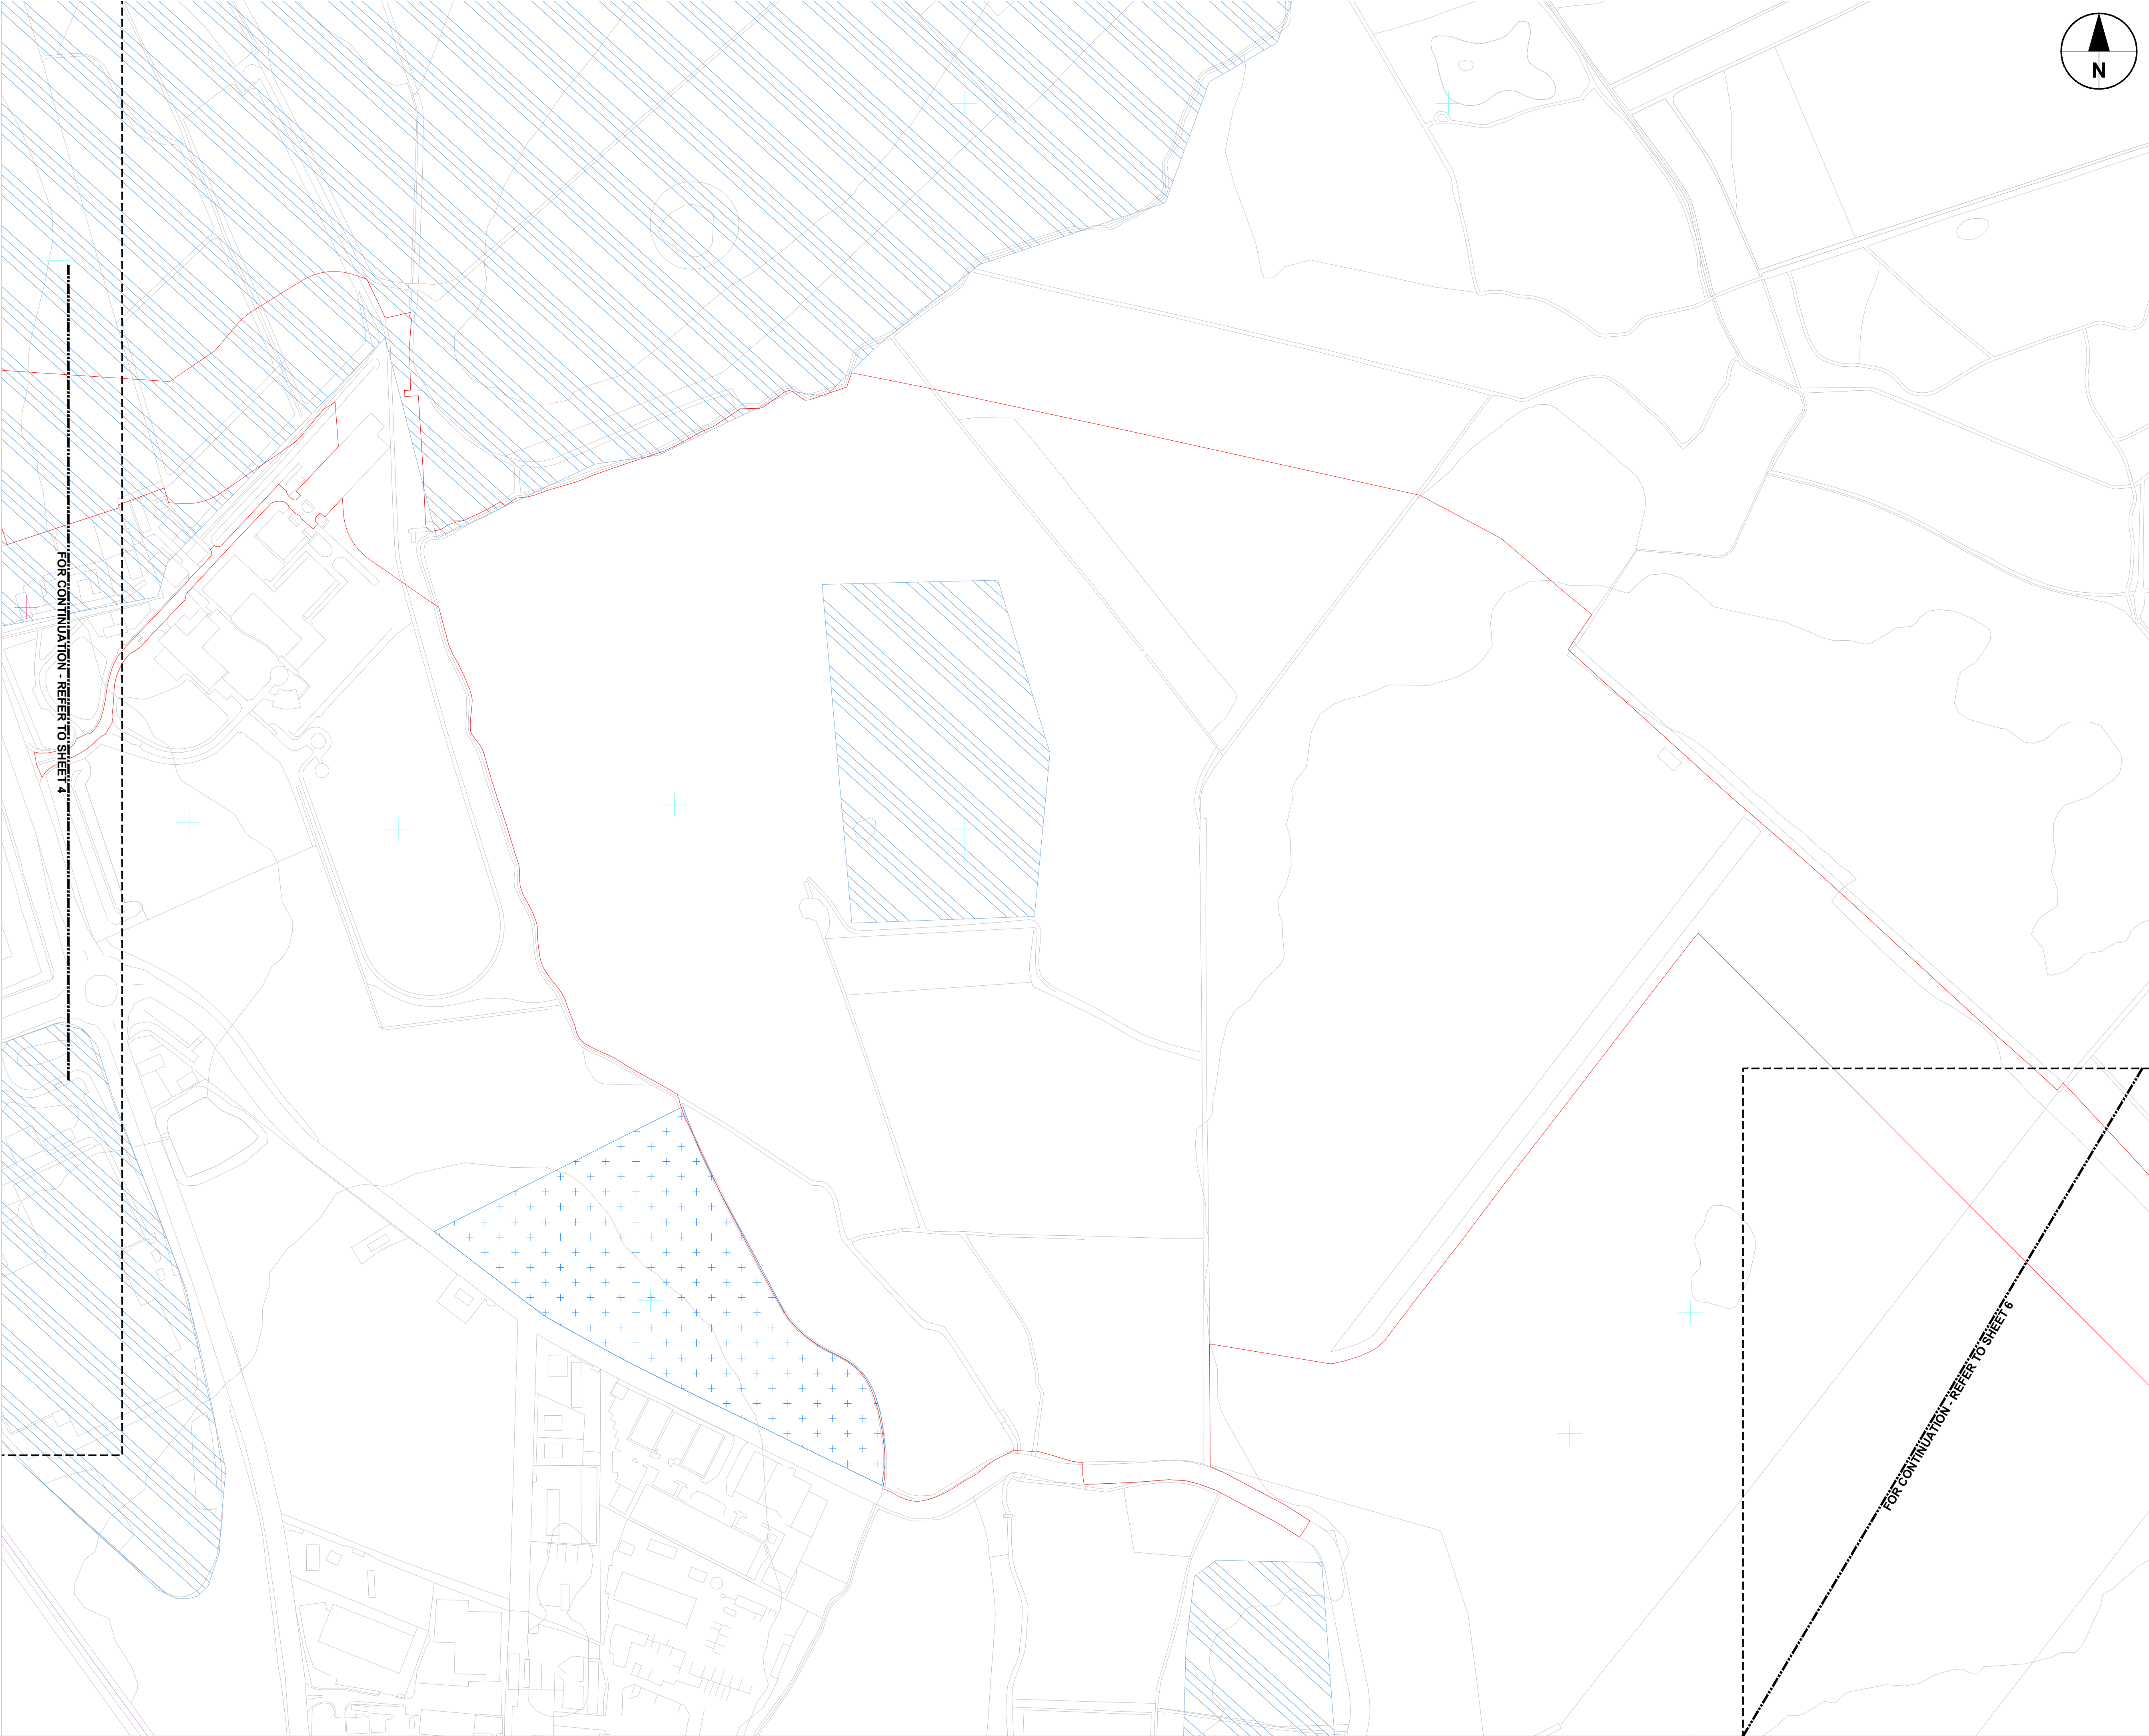 N
FOR CONTINUATION - REFER TO SHEET 4
FOR CONTINUATION - REFER TO SHEET 6